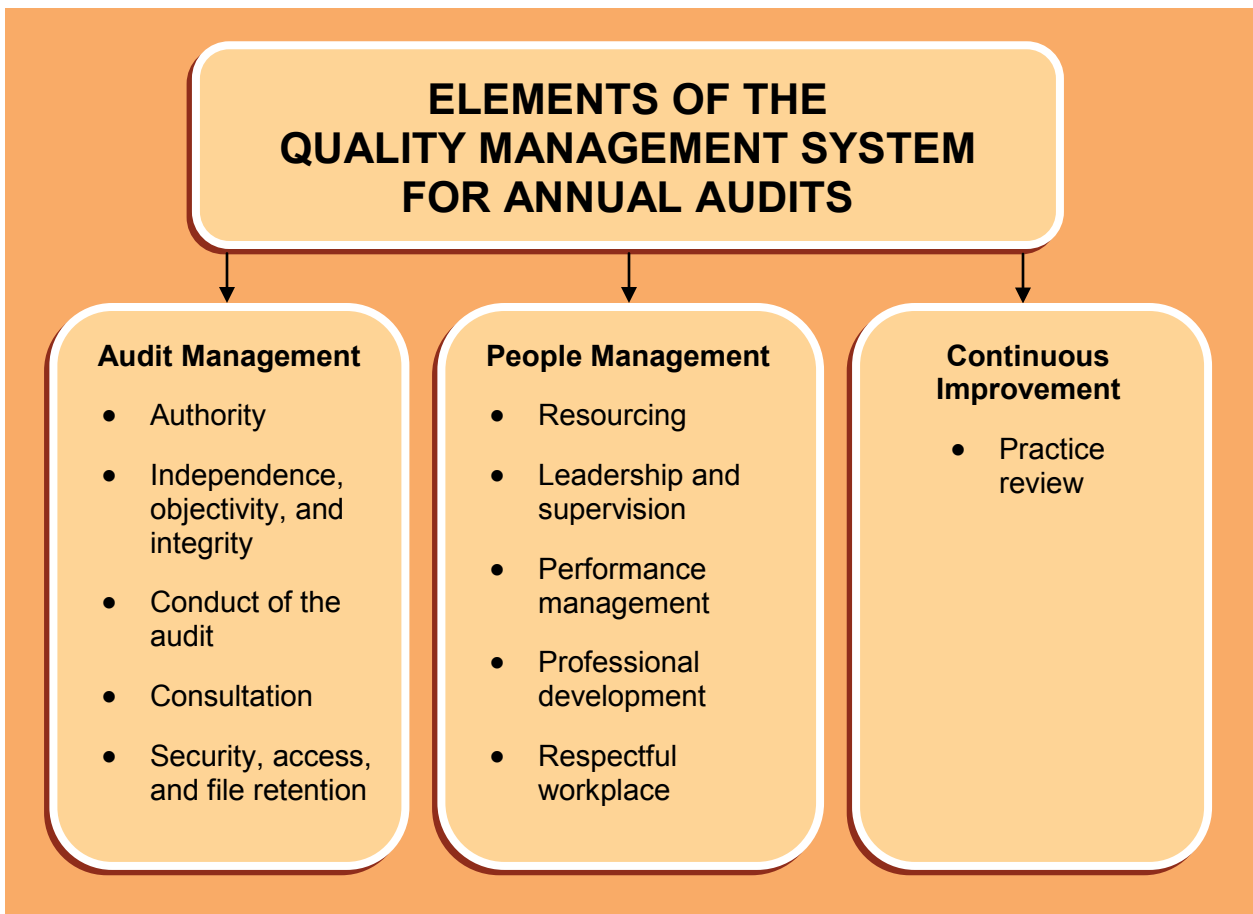 ELEMENTS OF THE
QUALITY MANAGEMENT SYSTEM
FOR ANNUAL AUDITS
Audit Management
• Authority
• Independence,
objectivity, and
integrity
• Conduct of the
audit
• Consultation
• Security, access,
and file retention
People Management
• Resourcing
• Leadership and
supervision
• Performance
management
• Professional
development
• Respectful
workplace
Continuous
Improvement
• Practice
review